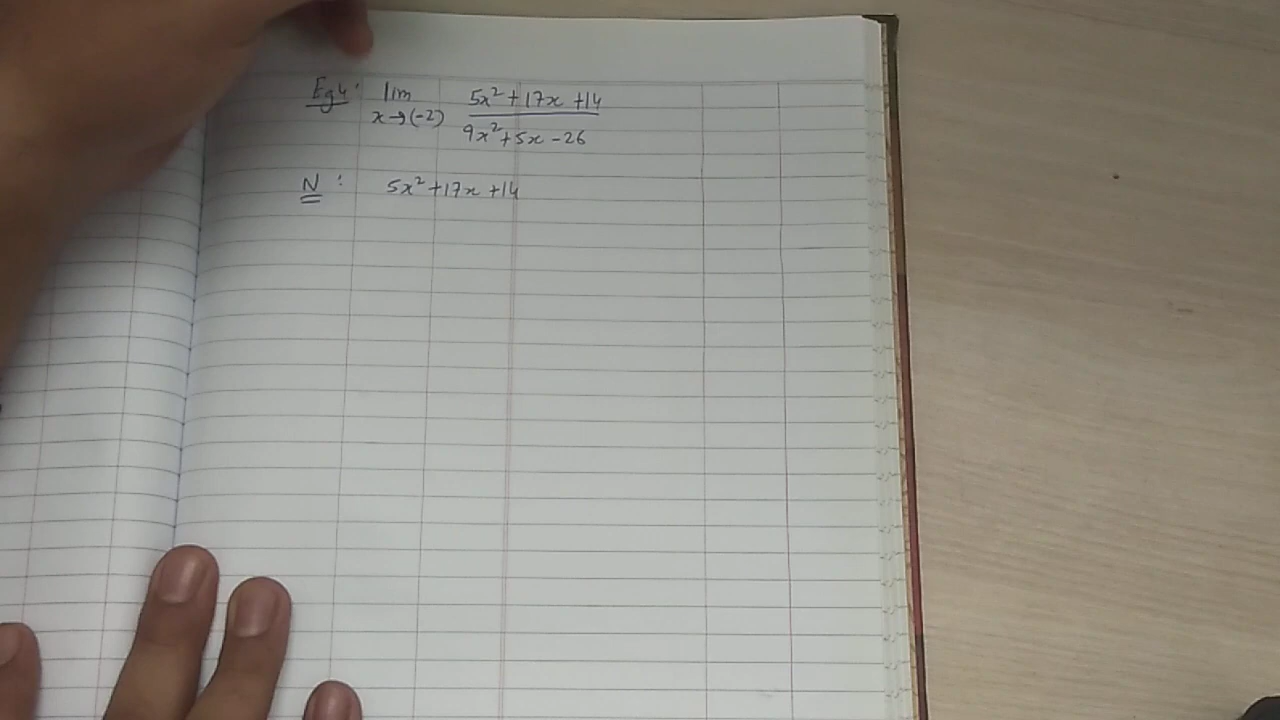 Eg4: lim x→(-2) 5x²+17x+14 / 9x²+5x-26
N: 5x²+17x+14